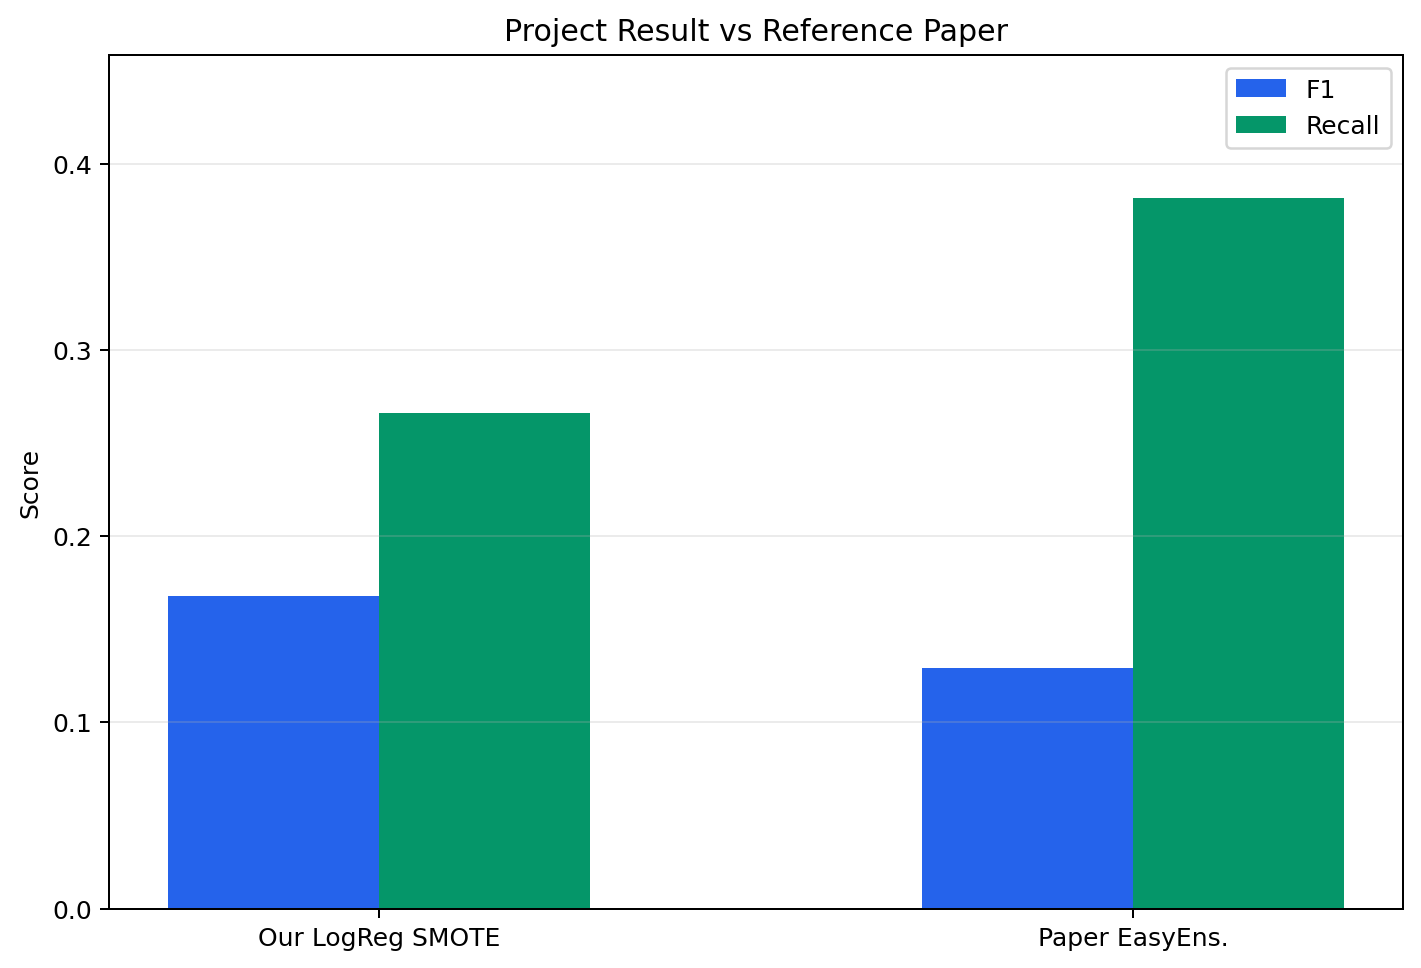 Project Result vs Reference Paper
F1
Recall
Score
0.4
0.3
0.2
0.1
0.0
Our LogReg SMOTE
Paper EasyEns.